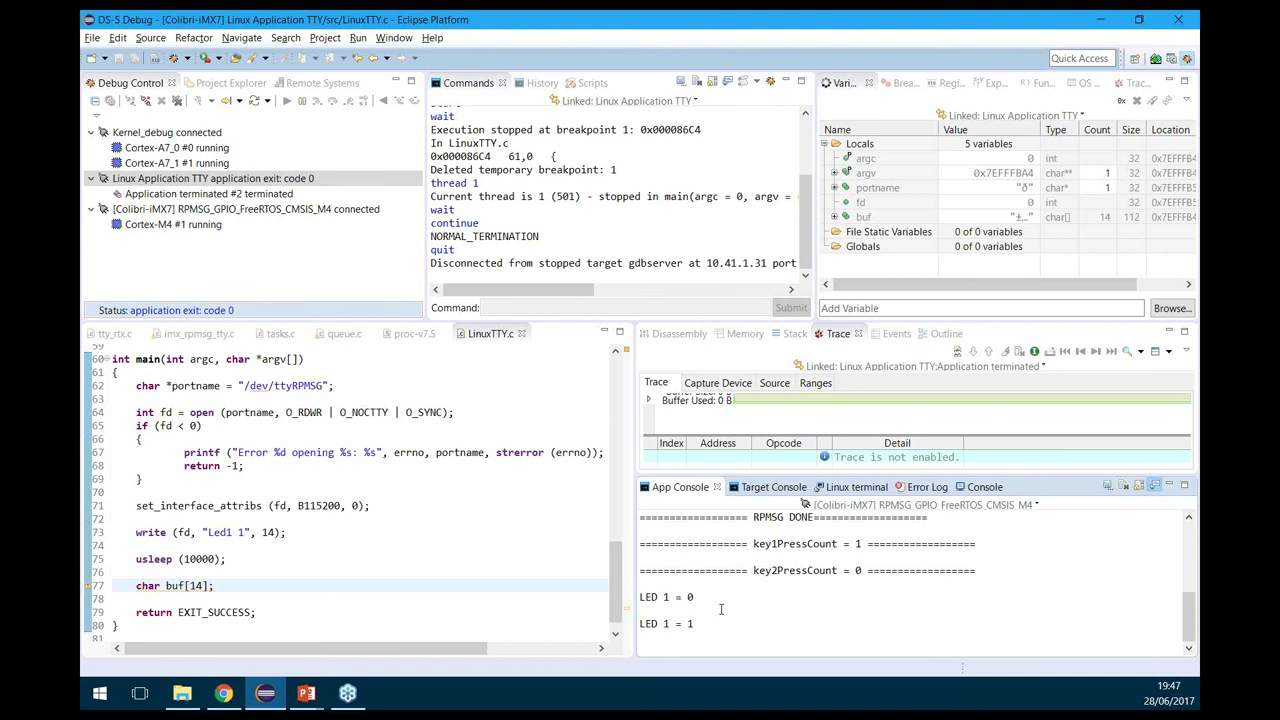 DS-5 Debug - [Colibri-iMX7] Linux Application TTY/src/LinuxTTY.c - Eclipse Platform
File Edit Source Refactor Navigate Search Project Run Window Help
Quick Access
Debug Control Project Explorer Remote Systems
Kernel_debug connected
Cortex-A7_0 #0 running
Cortex-A7_1 #1 running
Linux Application TTY application exit: code 0
Application terminated #2 terminated
[Colibri-iMX7] RPMSG_GPIO_FreeRTOS_CMSIS_M4 connected
Cortex-M4 #1 running
Status: application exit: code 0
Commands History Scripts
Linked: Linux Application TTY
wait
Execution stopped at breakpoint 1: 0x000086C4
In LinuxTTY.c
0x000086C4 61,0 {
Deleted temporary breakpoint: 1
thread 1
Current thread is 1 (501) - stopped in main(argc = 0, argv =
wait
continue
NORMAL_TERMINATION
quit
Disconnected from stopped target gdbserver at 10.41.1.31 port
Command: Submit
Vari... Brea... Regi... Exp... Fun... OS ... Trac...
Linked: Linux Application TTY
Name Value Type Count Size Location
Locals 5 variables
argc 0 int 32 0x7EFFFB4
argv 0x7EFFFBA4 char** 1 32 0x7EFFFB4
portname "ð" char* 1 32 0x7EFFFB5
fd 0 int 32 0x7EFFFB5
buf "±..." char[] 14 112 0x7EFFFB4
File Static Variables 0 of 0 variables
Globals 0 of 0 variables
Add Variable Browse...
tty_rtx.c imx_rpmsg_tty.c tasks.c queue.c proc-v7.S LinuxTTY.c
59
60 int main(int argc, char *argv[])
61 {
62 char *portname = "/dev/ttyRPMSG";
63
64 int fd = open (portname, O_RDWR | O_NOCTTY | O_SYNC);
65 if (fd < 0)
66 {
67 printf ("Error %d opening %s: %s", errno, portname, strerror (errno));
68 return -1;
69 }
70
71 set_interface_attribs (fd, B115200, 0);
72
73 write (fd, "Led1 1", 14);
74
75 usleep (10000);
76
77 char buf[14];
78
79 return EXIT_SUCCESS;
80 }
81
Disassembly Memory Stack Trace Events Outline
Linked: Linux Application TTY:Application terminated
Trace Capture Device Source Ranges
Buffer Used: 0 B
Index Address Opcode Detail
Trace is not enabled.
App Console Target Console Linux terminal Error Log Console
[Colibri-iMX7] RPMSG_GPIO_FreeRTOS_CMSIS_M4
================== RPMSG DONE===================
================== key1PressCount = 1 ==================
================== key2PressCount = 0 ==================
LED 1 = 0
LED 1 = 1
19:47
28/06/2017